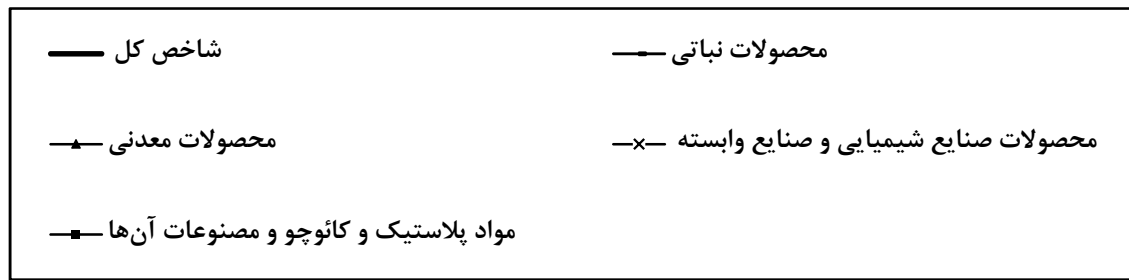 شاخص کل
محصولات نباتی
محصولات معدنی
محصولات صنایع شیمیایی و صنایع وابسته
مواد پلاستیک و کائوچو و مصنوعات آن‌ها